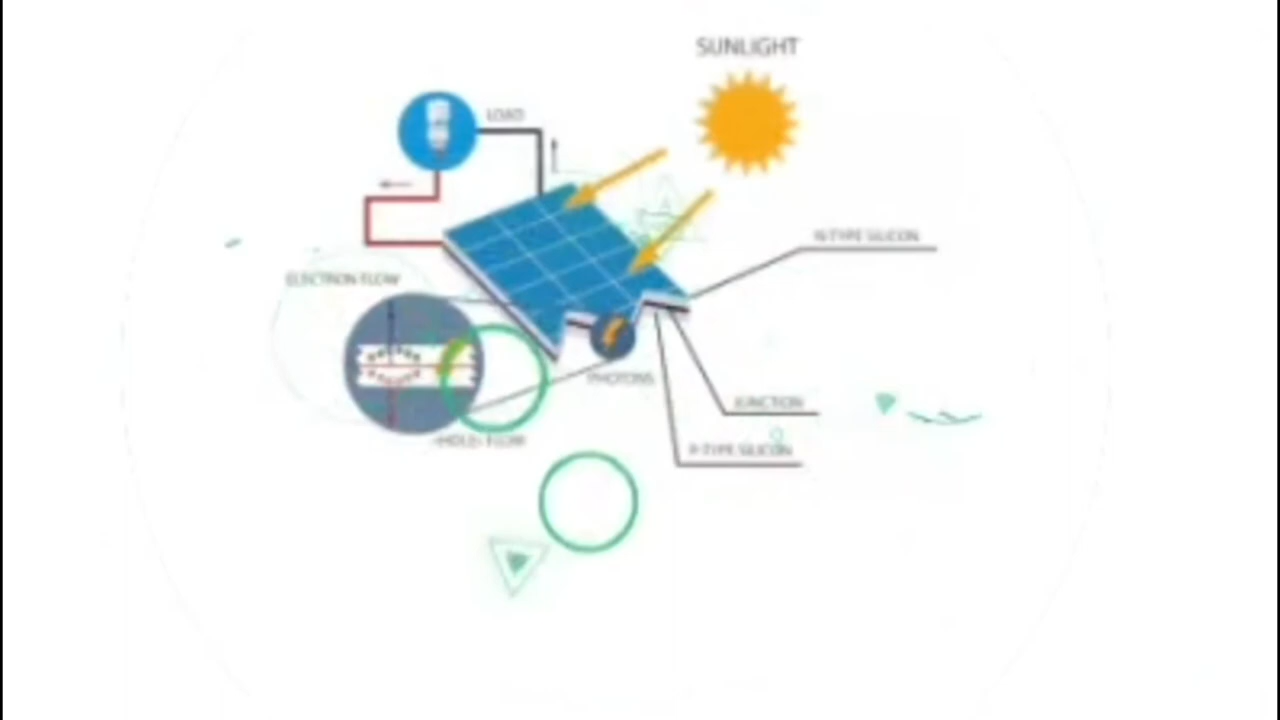 SUNLIGHT
LOAD
N-TYPE SILICON
ELECTRON FLOW
PHOTONS
JUNCTION
«HOLE» FLOW
P-TYPE SILICON